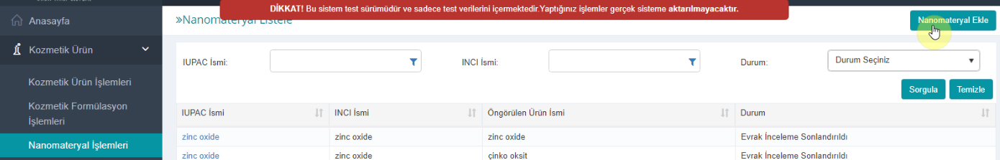 DİKKAT! Bu sistem test sürümüdür ve sadece test verilerini içermektedir.Yaptığınız işlemler gerçek sisteme aktarılmayacaktır.
Anasayfa
»Nanomateryal Listele
Nanomateryal Ekle
Kozmetik Ürün
IUPAC İsmi:
INCI İsmi:
Durum:
Durum Seçiniz
Kozmetik Ürün İşlemleri
Sorgula
Temizle
Kozmetik Formülasyon
İşlemleri
IUPAC İsmi
INCI İsmi
Öngörülen Ürün İsmi
Durum
Nanomateryal İşlemleri
zinc oxide
zinc oxide
zinc oxide
Evrak İnceleme Sonlandırıldı
zinc oxide
zinc oxide
çinko oksit
Evrak İnceleme Sonlandırıldı